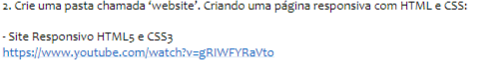 2. Crie uma pasta chamada ‘website’. Criando uma página responsiva com HTML e CSS:
- Site Responsivo HTML5 e CSS3
https://www.youtube.com/watch?v=gRIWFYRaVto